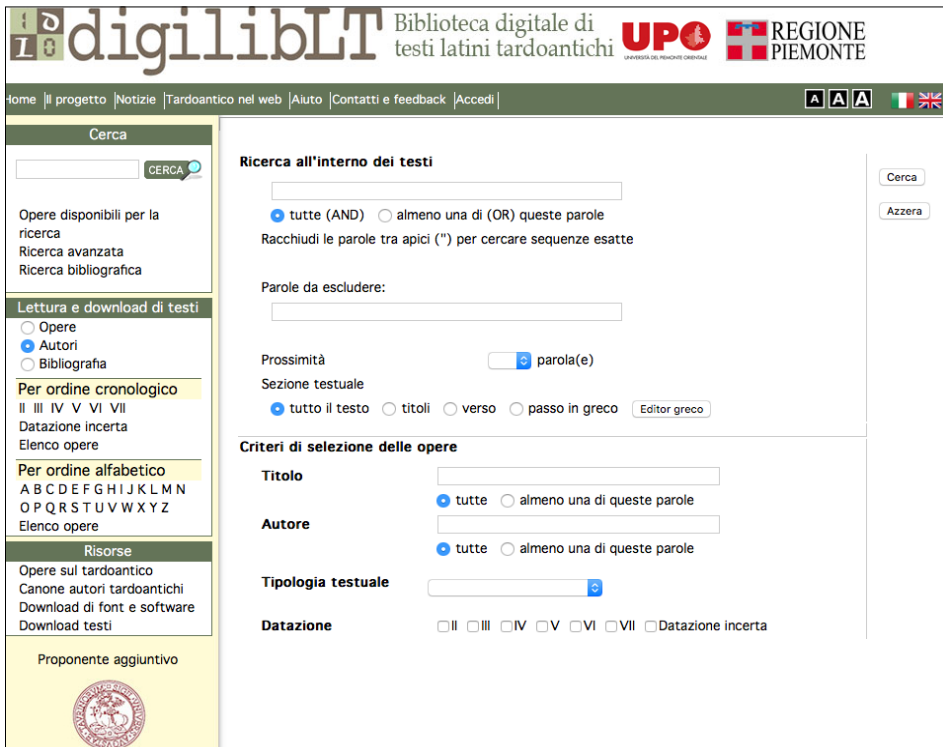 digilibLT
Biblioteca digitale di
testi latini tardoantichi
UPO
UNIVERSITÀ DEL PIEMONTE ORIENTALE
REGIONE
PIEMONTE
Home |Il progetto |Notizie |Tardoantico nel web |Aiuto |Contatti e feedback |Accedi|
A A A
Cerca
CERCA
Opere disponibili per la
ricerca
Ricerca avanzata
Ricerca bibliografica
Lettura e download di testi
Opere
Autori
Bibliografia
Per ordine cronologico
II III IV V VI VII
Datazione incerta
Elenco opere
Per ordine alfabetico
A B C D E F G H I J K L M N
O P Q R S T U V W X Y Z
Elenco opere
Risorse
Opere sul tardoantico
Canone autori tardoantichi
Download di font e software
Download testi
Proponente aggiuntivo
Ricerca all'interno dei testi
tutte (AND) almeno una di (OR) queste parole
Racchiudi le parole tra apici (") per cercare sequenze esatte
Parole da escludere:
Prossimità parola(e)
Sezione testuale
tutto il testo titoli verso passo in greco Editor greco
Criteri di selezione delle opere
Titolo
tutte almeno una di queste parole
Autore
tutte almeno una di queste parole
Tipologia testuale
Datazione II III IV V VI VII Datazione incerta
Cerca
Azzera